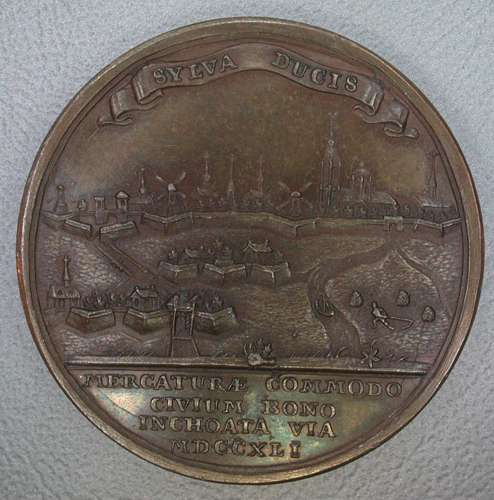 SYLVA DUCIS
MERCATURÆ COMMODO
CIVIUM BONO
INCHOATA VIA
MDCCXLI